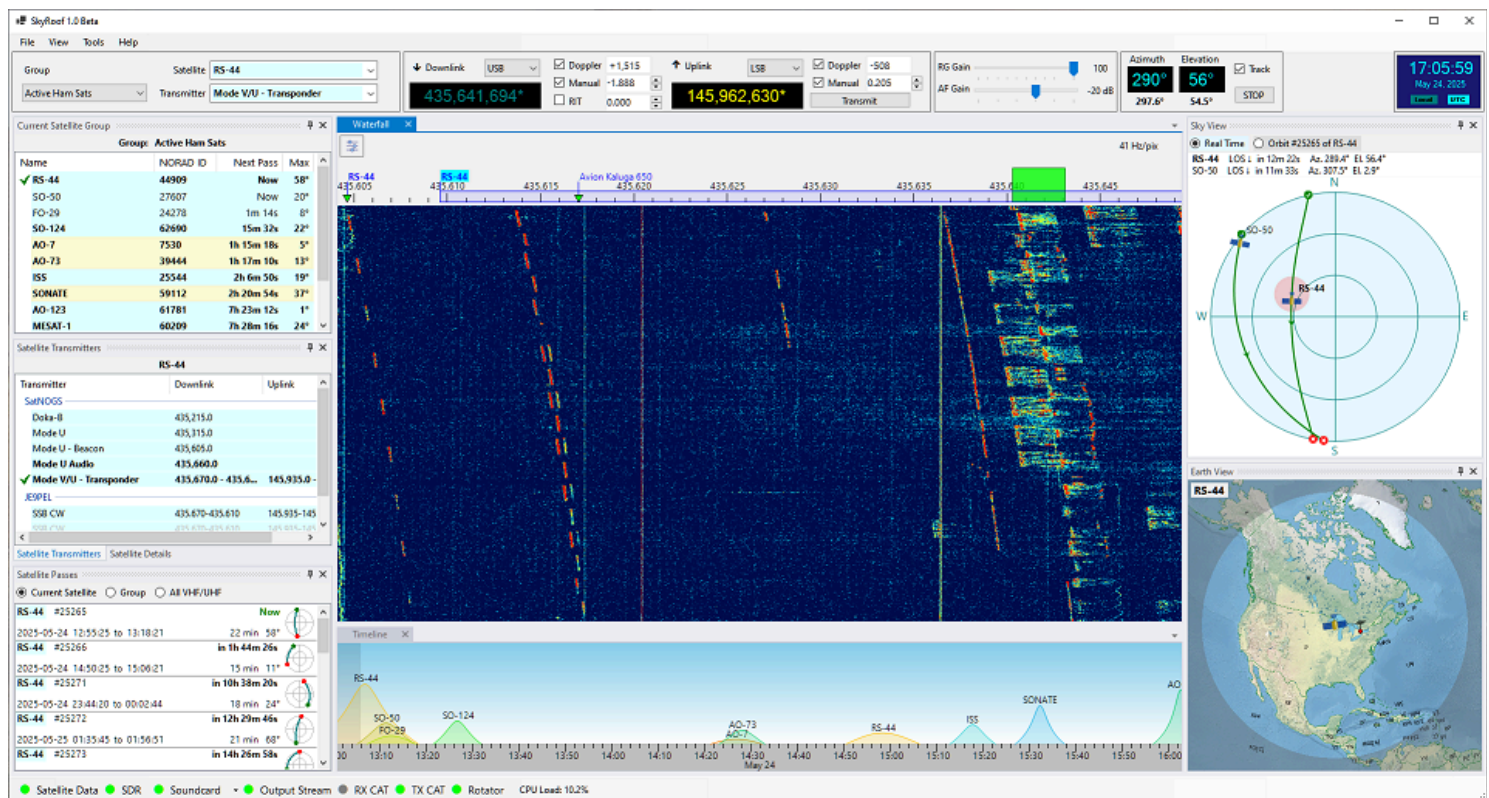 SkyRoof 1.0 Beta
File View Tools Help
Group Satellite RS-44
Active Ham Sats Transmitter Mode V/U - Transponder
Downlink USB Doppler +1,515
Manual -1.888
RIT 0.000
435,641,694*
Uplink LSB Doppler -508
Manual 0.205
145,962,630* Transmit
RG Gain 100
AF Gain -20 dB
Azimuth Elevation
290° 56° Track
297.6° 54.5° STOP
17:05:59
May 24, 2025
Local UTC
Current Satellite Group
Group: Active Ham Sats
Name NORAD ID Next Pass Max
RS-44 44909 Now 58°
SO-50 27607 Now 20°
FO-29 24278 1m 14s 8°
SO-124 62690 15m 32s 22°
AO-7 7530 1h 15m 18s 5°
AO-73 39444 1h 17m 10s 13°
ISS 25544 2h 6m 50s 19°
SONATE 59112 2h 20m 54s 37°
AO-123 61781 7h 23m 12s 1°
MESAT-1 60209 7h 28m 16s 24°
Satellite Transmitters
RS-44
Transmitter Downlink Uplink
SatNOGS
Doka-B 435,215.0
Mode U 435,315.0
Mode U - Beacon 435,605.0
Mode U Audio 435,660.0
Mode V/U - Transponder 435,670.0 - 435,6... 145,935.0 -
JE9PEL
SSB CW 435.670-435.610 145.935-145
SSB CW 435.670-435.610 145.935-145
Satellite Transmitters Satellite Details
Satellite Passes
Current Satellite Group All VHF/UHF
RS-44 #25265 Now
2025-05-24 12:55:25 to 13:18:21 22 min 58°
RS-44 #25266 in 1h 44m 26s
2025-05-24 14:50:25 to 15:06:21 15 min 11°
RS-44 #25271 in 10h 38m 20s
2025-05-24 23:44:20 to 00:02:44 18 min 24°
RS-44 #25272 in 12h 29m 46s
2025-05-25 01:35:45 to 01:56:51 21 min 68°
RS-44 #25273 in 14h 26m 58s
Waterfall
41 Hz/pix
RS-44 RS-44 Avion Kaluga 650
435.605 435.610 435.615 435.620 435.625 435.630 435.635 435.640 435.645
Timeline
RS-44
SO-50
FO-29
SO-124
AO-73
AO-7
RS-44
ISS
SONATE
AO
00 13:10 13:20 13:30 13:40 13:50 14:00 14:10 14:20 14:30 14:40 14:50 15:00 15:10 15:20 15:30 15:40 15:50 16:00
May 24
Sky View
Real Time Orbit #25265 of RS-44
RS-44 LOS↓ in 12m 22s Az. 289.4° El. 56.4°
SO-50 LOS↓ in 11m 33s Az. 307.5° El. 2.9°
N
SO-50
RS-44
W E
S
Earth View
RS-44
Satellite Data SDR Soundcard Output Stream RX CAT TX CAT Rotator CPU Load: 10.2%